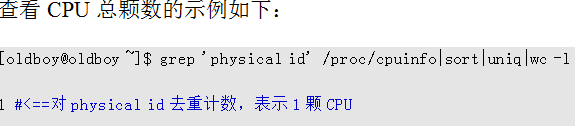 查看 CPU 总颗数的示例如下：
[oldboy@oldboy ~]$ grep 'physical id' /proc/cpuinfo|sort|uniq|wc -l
1 #<==对 physical id 去重计数，表示 1 颗 CPU